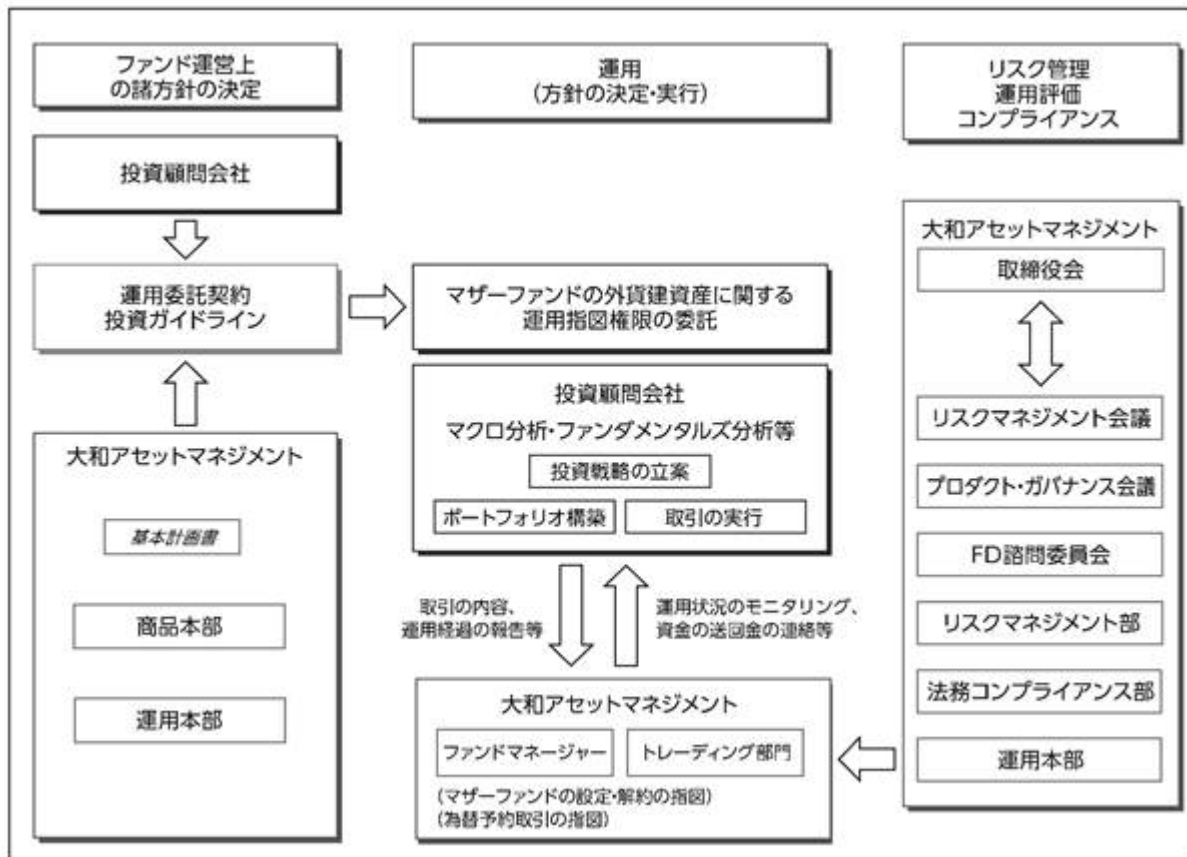 ファンド運営上
の諸方針の決定
投資顧問会社
運用委託契約
投資ガイドライン
大和アセットマネジメント
基本計画書
商品本部
運用本部
運用
(方針の決定・実行)
マザーファンドの外貨建資産に関する
運用指図権限の委託
投資顧問会社
マクロ分析・ファンダメンタルズ分析等
投資戦略の立案
ポートフォリオ構築
取引の実行
取引の内容、
運用経過の報告等
運用状況のモニタリング、
資金の送回金の連絡等
大和アセットマネジメント
ファンドマネージャー
トレーディング部門
(マザーファンドの設定・解約の指図)
(為替予約取引の指図)
リスク管理
運用評価
コンプライアンス
大和アセットマネジメント
取締役会
リスクマネジメント会議
プロダクト・ガバナンス会議
FD諮問委員会
リスクマネジメント部
法務コンプライアンス部
運用本部